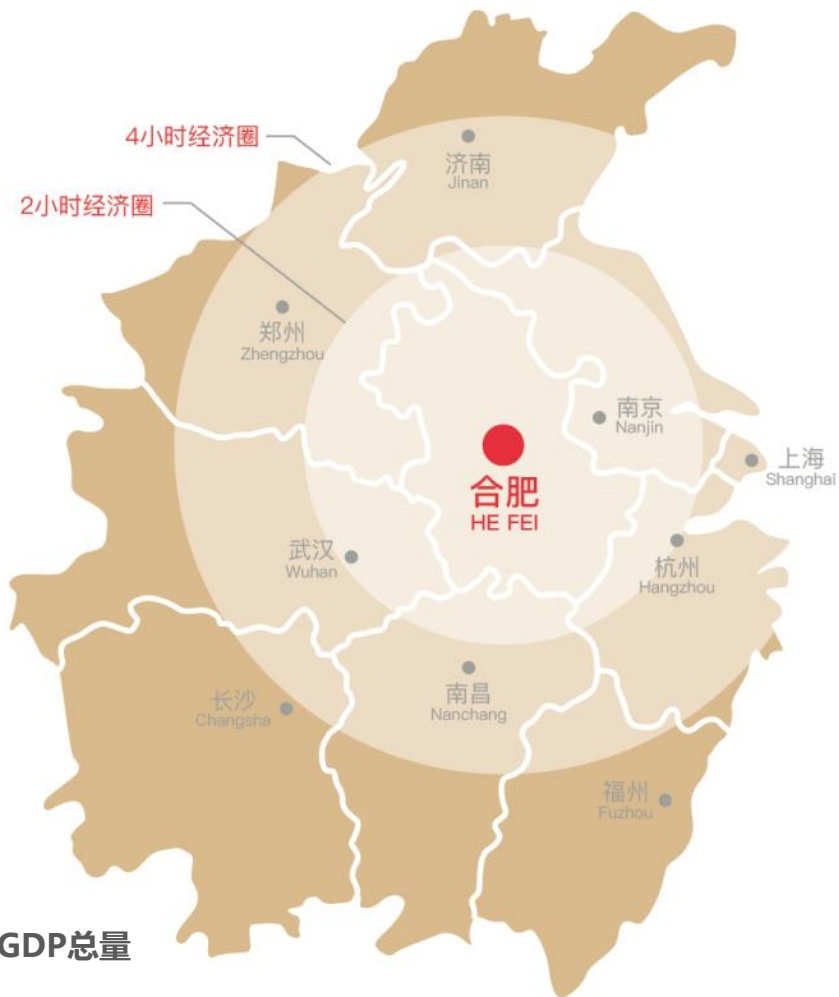 4小时经济圈
济南
Jinan
2小时经济圈
郑州
Zhengzhou
南京
Nanjin
上海
Shanghai
合肥
HE FEI
武汉
Wuhan
杭州
Hangzhou
长沙
Changsha
南昌
Nanchang
福州
Fuzhou
GDP总量